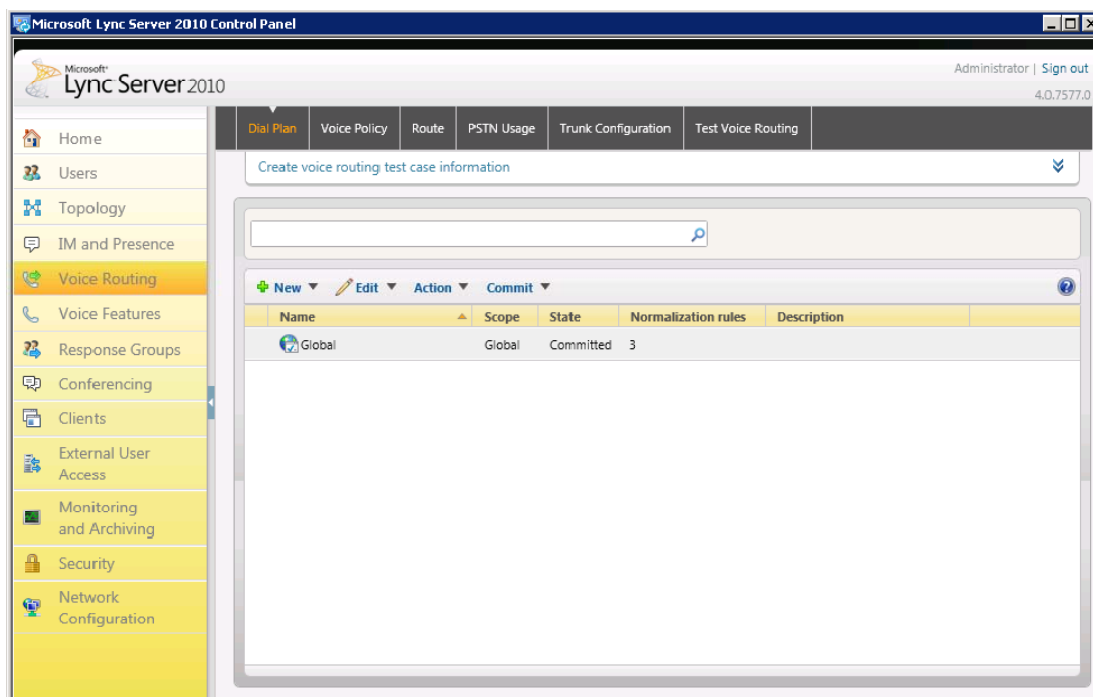 Microsoft Lync Server 2010 Control Panel
Microsoft®
Lync Server 2010
Administrator | Sign out
4.0.7577.0
Home
Users
Topology
IM and Presence
Voice Routing
Voice Features
Response Groups
Conferencing
Clients
External User
Access
Monitoring
and Archiving
Security
Network
Configuration
Dial Plan Voice Policy Route PSTN Usage Trunk Configuration Test Voice Routing
Create voice routing test case information
New Edit Action Commit
Name Scope State Normalization rules Description
Global Global Committed 3